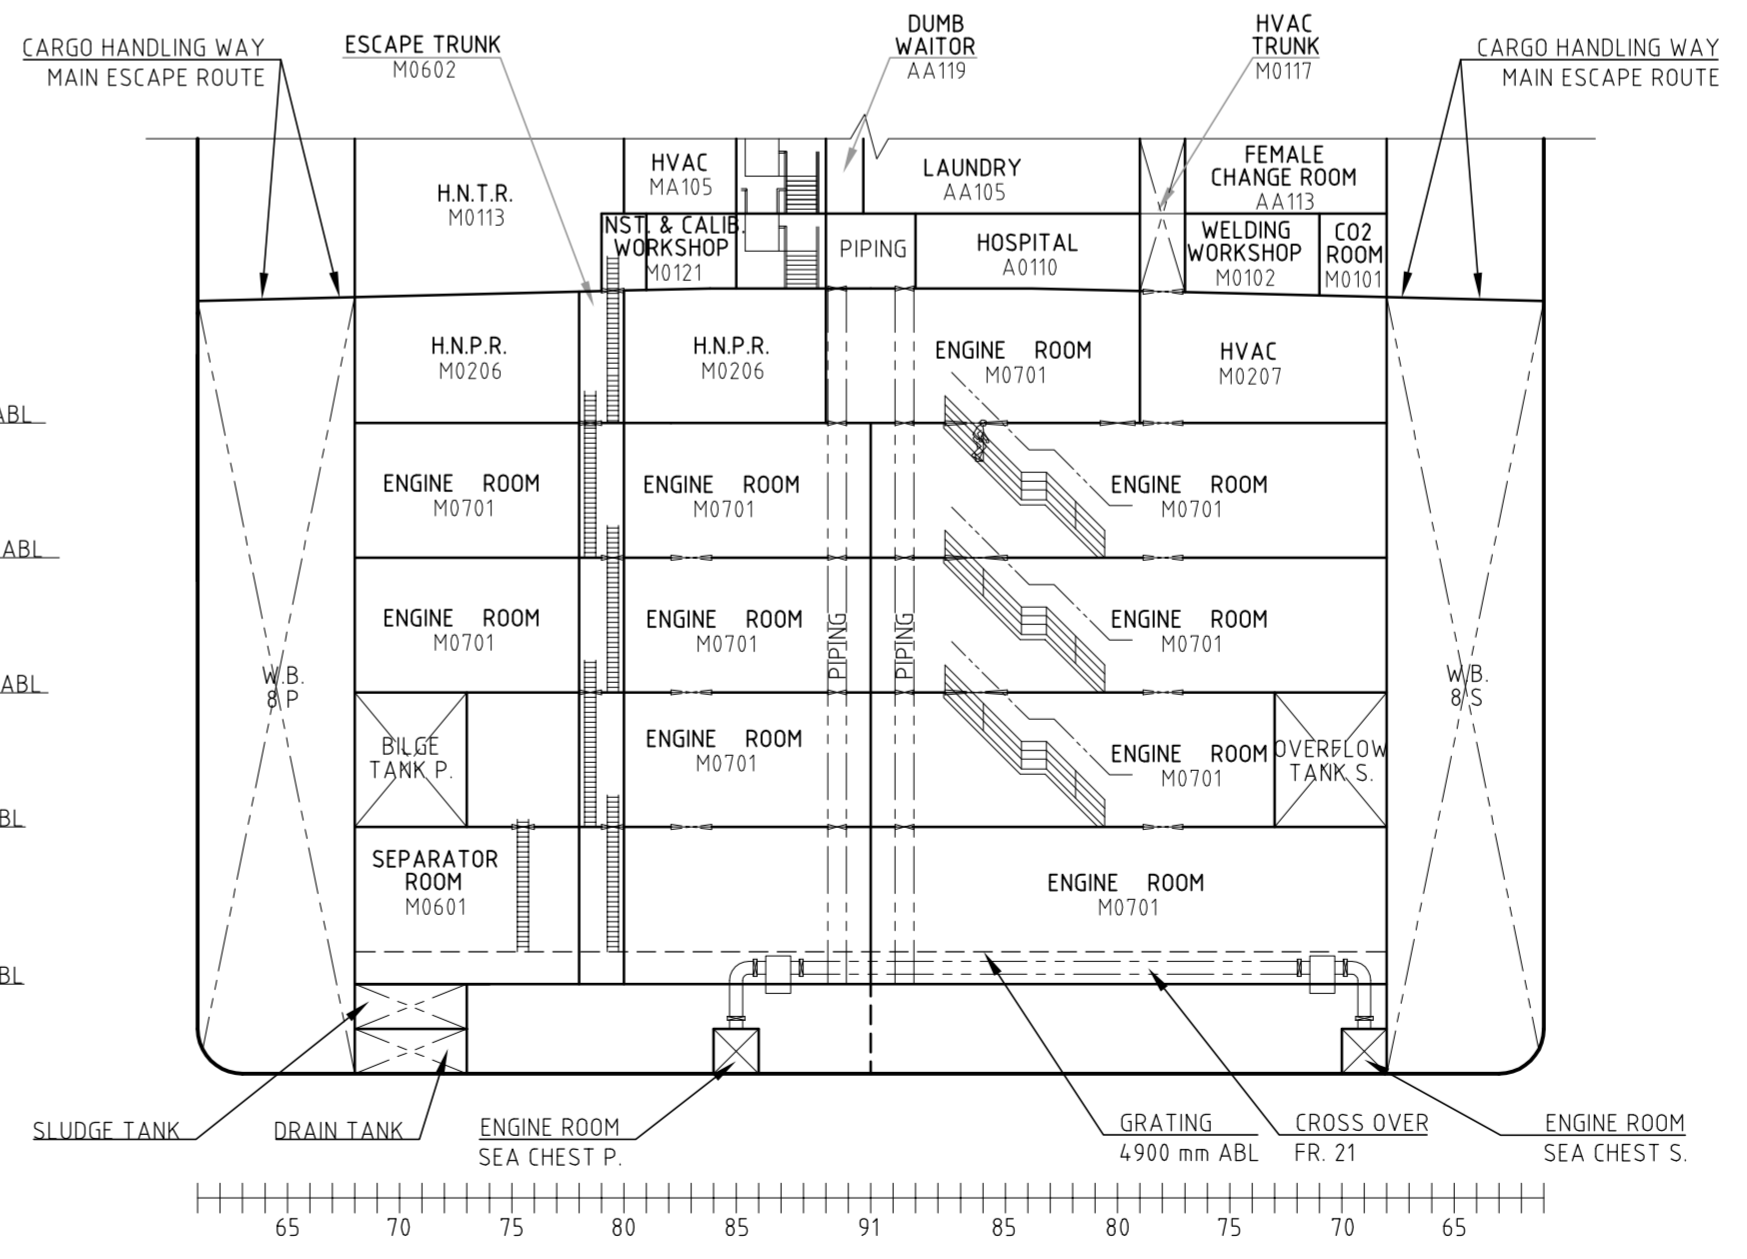 DUMB
WAITOR
AA119
HVAC
TRUNK
M0117
CARGO HANDLING WAY
MAIN ESCAPE ROUTE
ESCAPE TRUNK
M0602
CARGO HANDLING WAY
MAIN ESCAPE ROUTE
H.N.T.R.
M0113
HVAC
MA105
LAUNDRY
AA105
FEMALE
CHANGE ROOM
AA113
NST. & CALIB.
WORKSHOP
M0121
PIPING
HOSPITAL
A0110
WELDING
WORKSHOP
M0102
CO2
ROOM
M0101
H.N.P.R.
M0206
H.N.P.R.
M0206
ENGINE ROOM
M0701
HVAC
M0207
ABL
ENGINE ROOM
M0701
ENGINE ROOM
M0701
ENGINE ROOM
M0701
ABL
ENGINE ROOM
M0701
ENGINE ROOM
M0701
PIPING
PIPING
ENGINE ROOM
M0701
ABL
W.B.
8 P
W.B.
8 S
BILGE
TANK P.
ENGINE ROOM
M0701
ENGINE ROOM
M0701
OVERFLOW
TANK S.
BL
SEPARATOR
ROOM
M0601
ENGINE ROOM
M0701
BL
SLUDGE TANK
DRAIN TANK
ENGINE ROOM
SEA CHEST P.
GRATING
4900 mm ABL
CROSS OVER
FR. 21
ENGINE ROOM
SEA CHEST S.
65 70 75 80 85 91 85 80 75 70 65